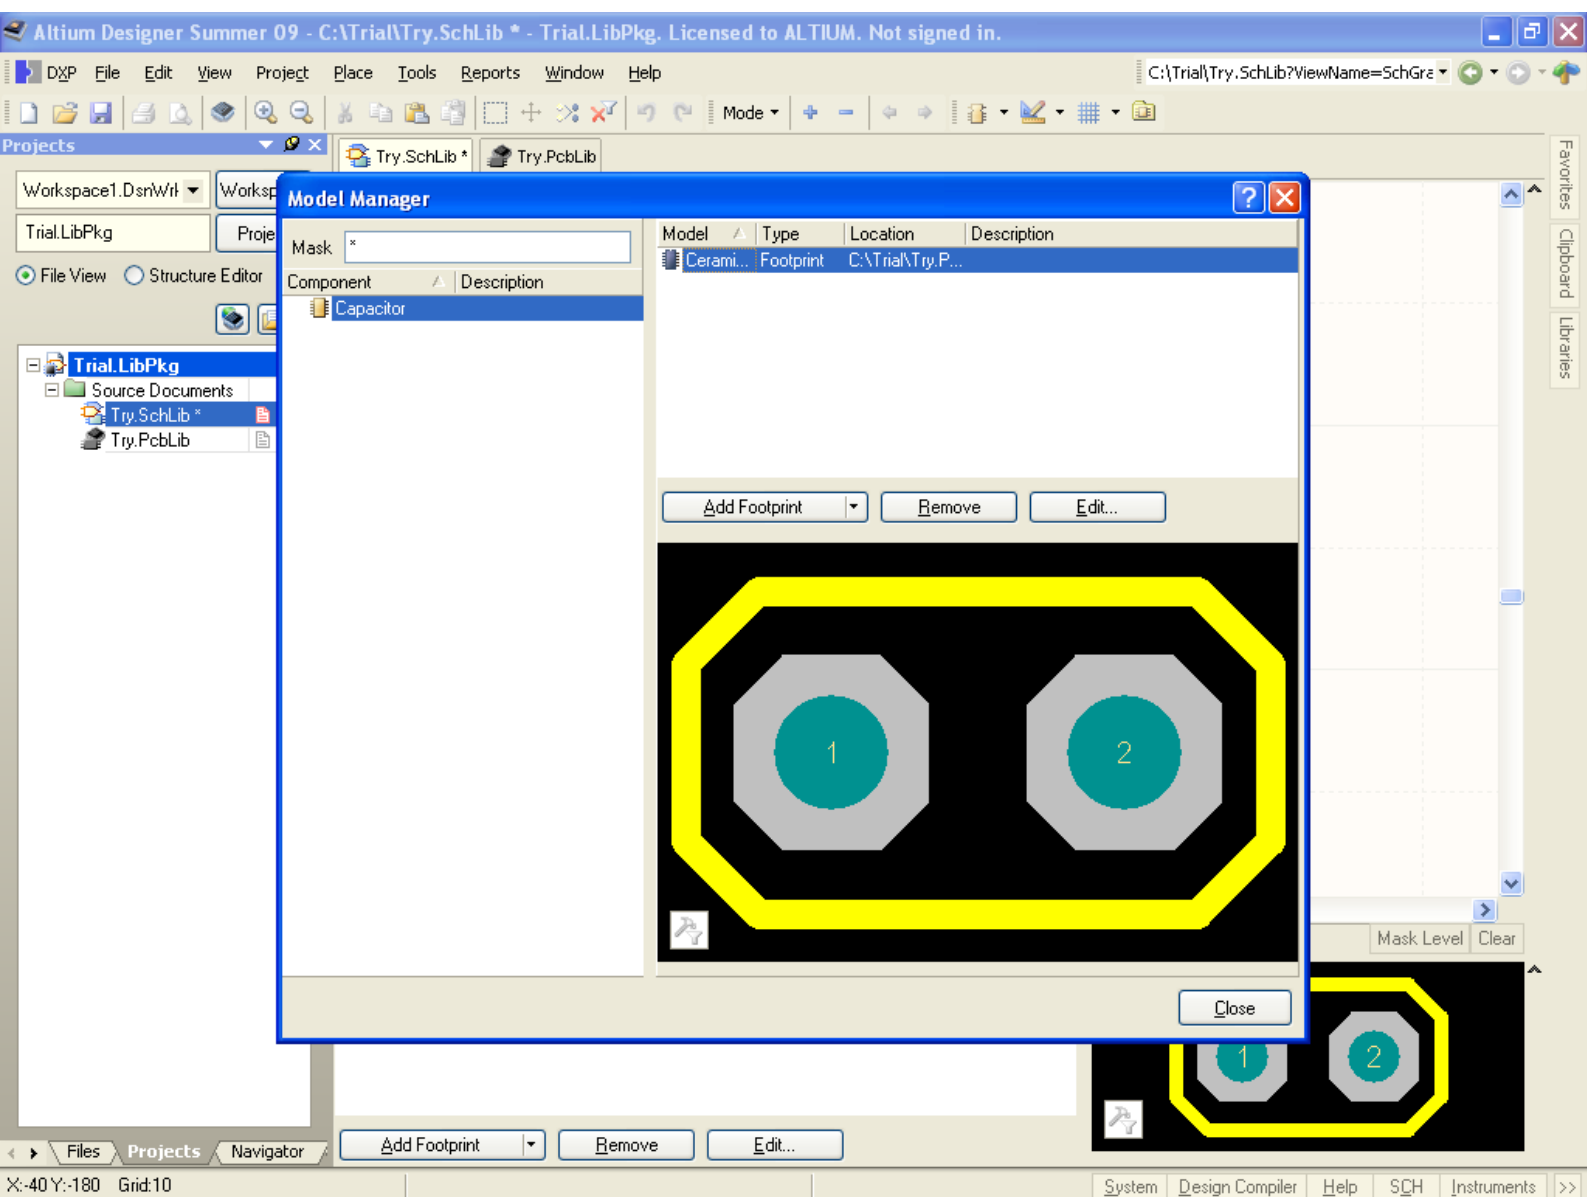 Altium Designer Summer 09 - C:\Trial\Try.SchLib * - Trial.LibPkg. Licensed to ALTIUM. Not signed in.
DXP File Edit View Project Place Tools Reports Window Help
C:\Trial\Try.SchLib?ViewName=SchGra
Mode
Projects
Try.SchLib *
Try.PcbLib
Workspace1.DsnWrk
Worksp
Trial.LibPkg
Proje
File View
Structure Editor
Trial.LibPkg
Source Documents
Try.SchLib *
Try.PcbLib
Model Manager
Mask *
Component Description
Capacitor
Model Type Location Description
Cerami... Footprint C:\Trial\Try.P...
Add Footprint Remove Edit...
1 2
Close
Favorites
Clipboard
Libraries
Mask Level Clear
1 2
Add Footprint Remove Edit...
Files Projects Navigator
X:-40 Y:-180 Grid:10
System Design Compiler Help SCH Instruments >>